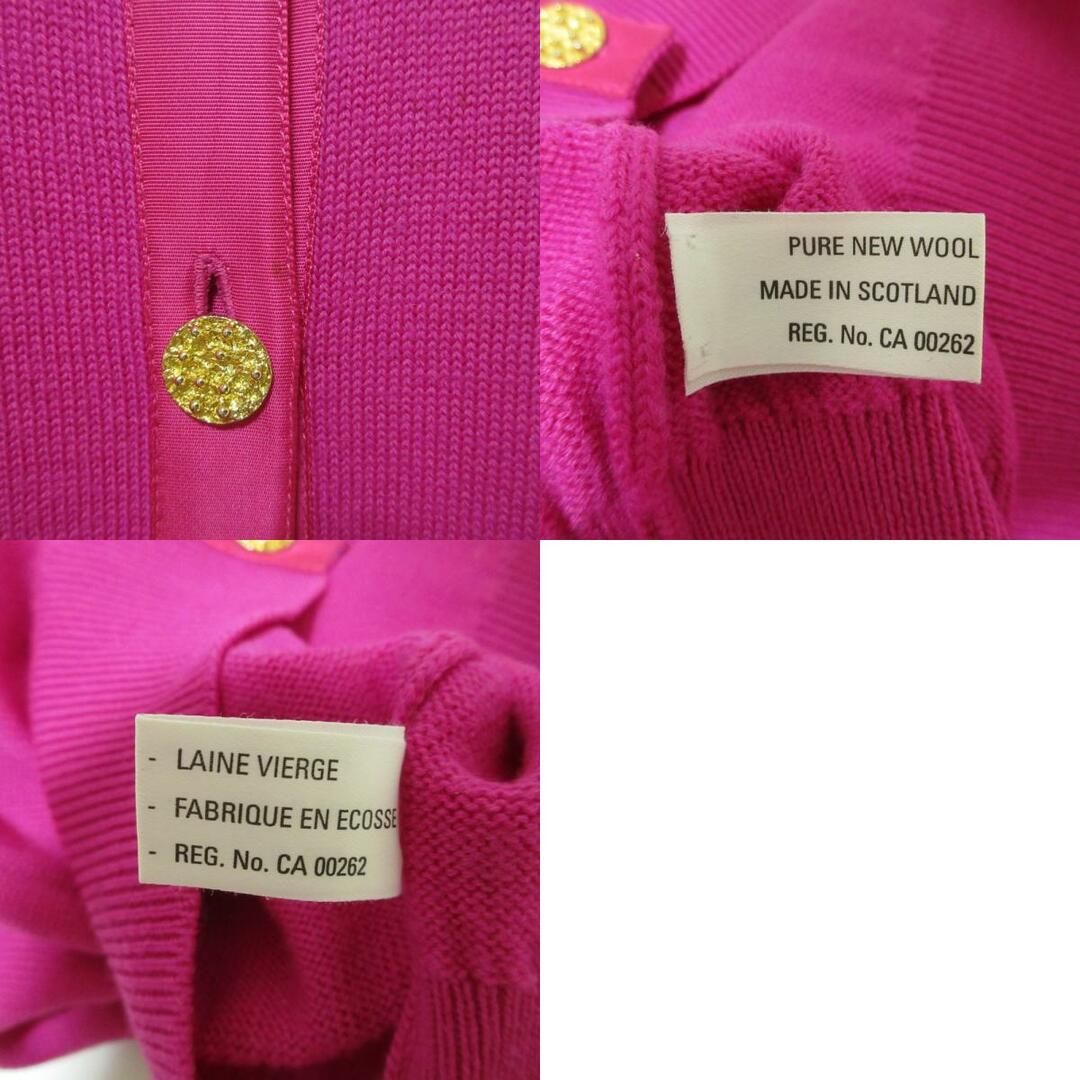 PURE NEW WOOL
MADE IN SCOTLAND
REG. No. CA 00262
- LAINE VIERGE
- FABRIQUE EN ECOSSE
- REG. No. CA 00262